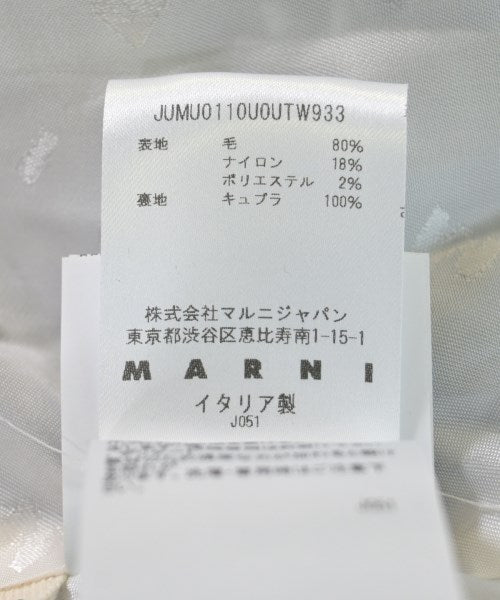 JUMU0110U0UTW933
表地 毛 80%
ナイロン 18%
ポリエステル 2%
裏地 キュプラ 100%
株式会社マルニジャパン
東京都渋谷区恵比寿南1-15-1
MARNI
イタリア製
J051